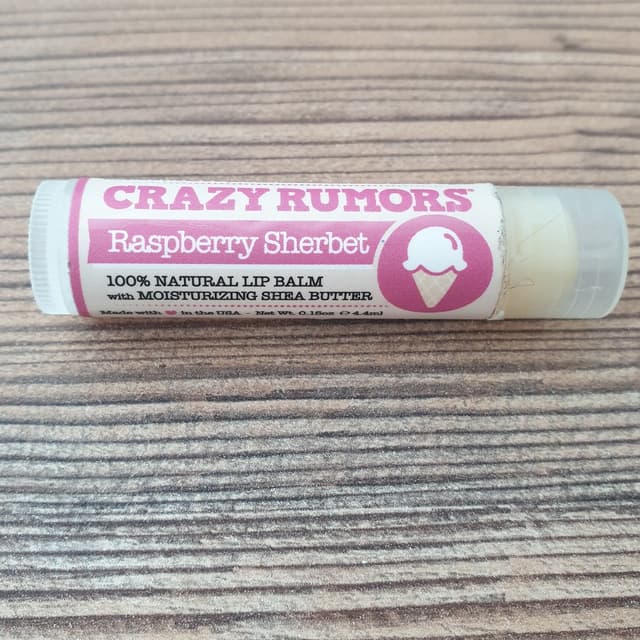 CRAZY RUMORS™
Raspberry Sherbet
100% NATURAL LIP BALM
with MOISTURIZING SHEA BUTTER
Made with ❤ in the USA - Net Wt. 0.15oz ℮ 4.4ml